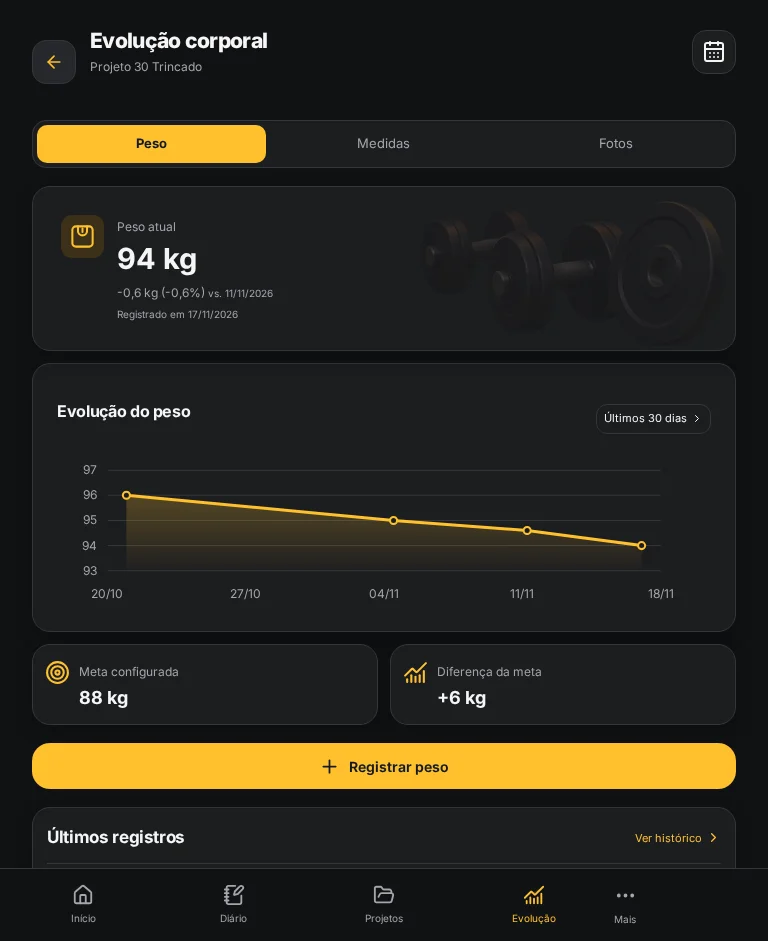 Evolução corporal
Projeto 30 Trincado
Peso
Medidas
Fotos
Peso atual
94 kg
-0,6 kg (-0,6%) vs. 11/11/2026
Registrado em 17/11/2026
Evolução do peso
Últimos 30 dias
97
96
95
94
93
20/10
27/10
04/11
11/11
18/11
Meta configurada
88 kg
Diferença da meta
+6 kg
Registrar peso
Últimos registros
Ver histórico
Início
Diário
Projetos
Evolução
Mais